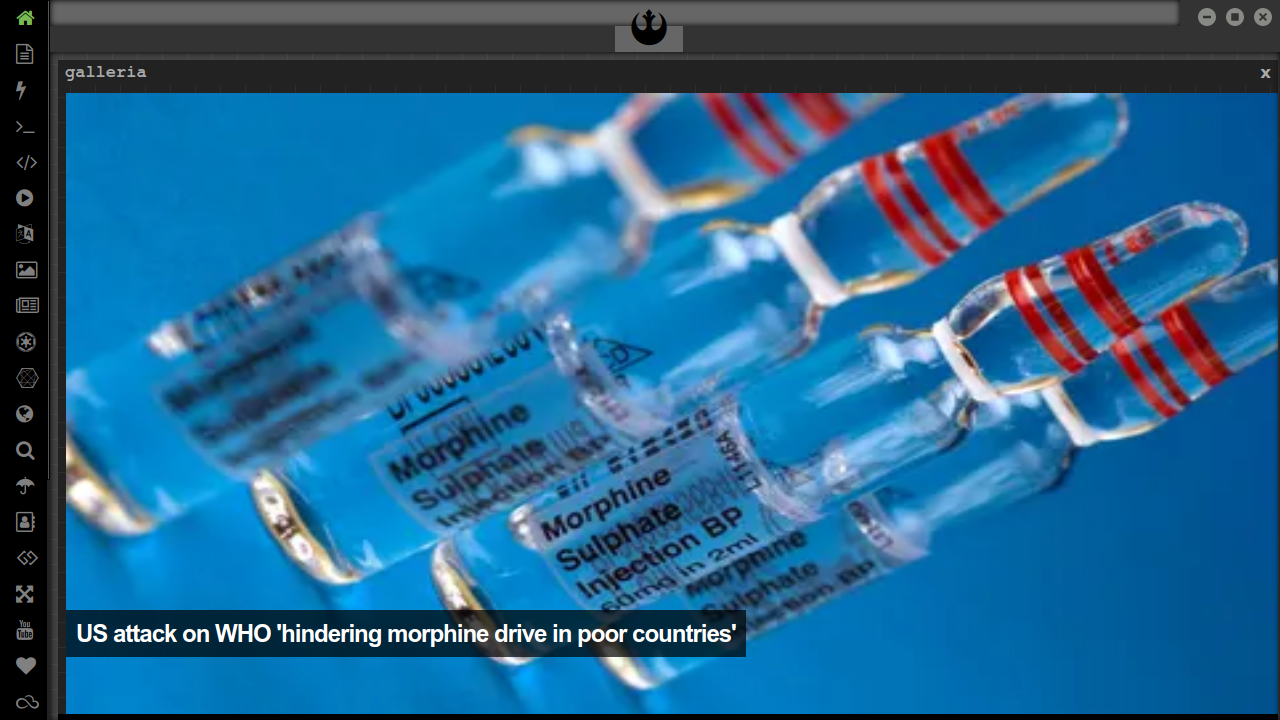 galleria
x
Morphine
Sulphate
Injection BP
Morphine
Sulphate
Injection BP
60mg in 2ml
L1146A
Morphine
Sulphate
US attack on WHO 'hindering morphine drive in poor countries'